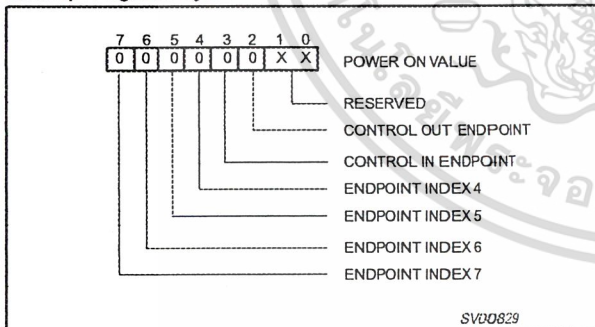 7 6 5 4 3 2 1 0
0 0 0 0 0 0 X X POWER ON VALUE
RESERVED
CONTROL OUT ENDPOINT
CONTROL IN ENDPOINT
ENDPOINT INDEX 4
ENDPOINT INDEX 5
ENDPOINT INDEX 6
ENDPOINT INDEX 7
SV00829